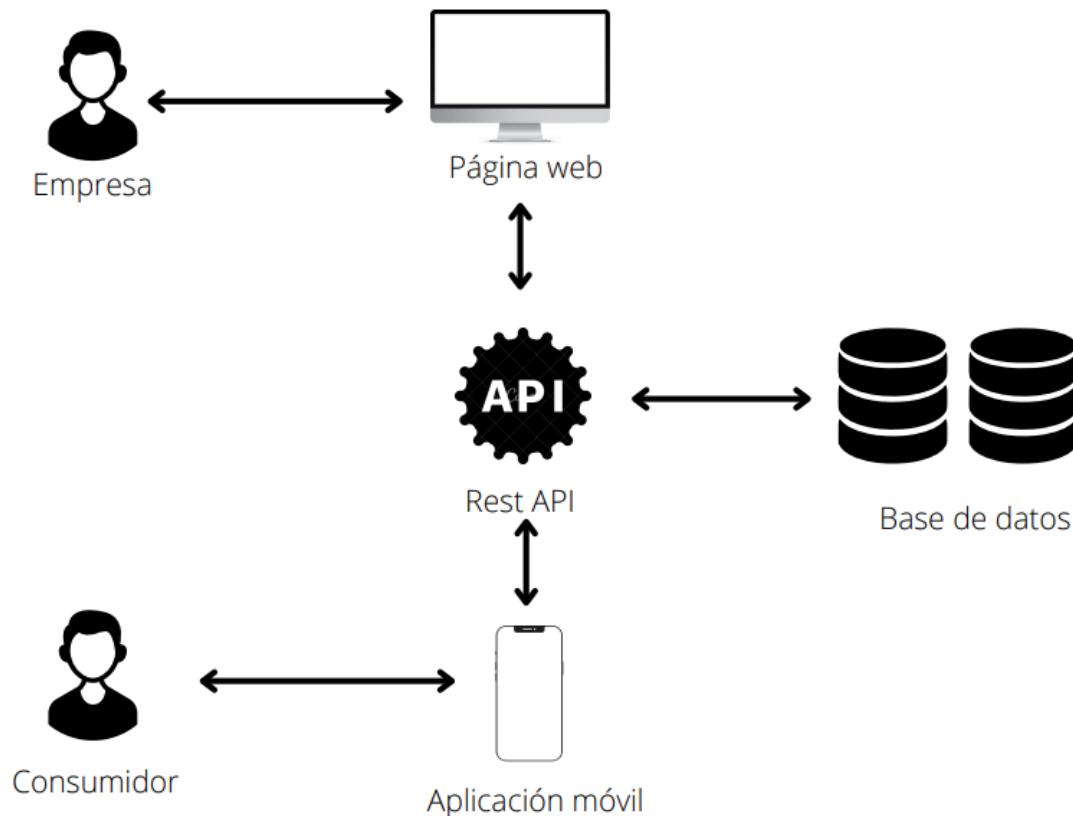 Empresa
Página web
API
Rest API
Base de datos
Consumidor
Aplicación móvil